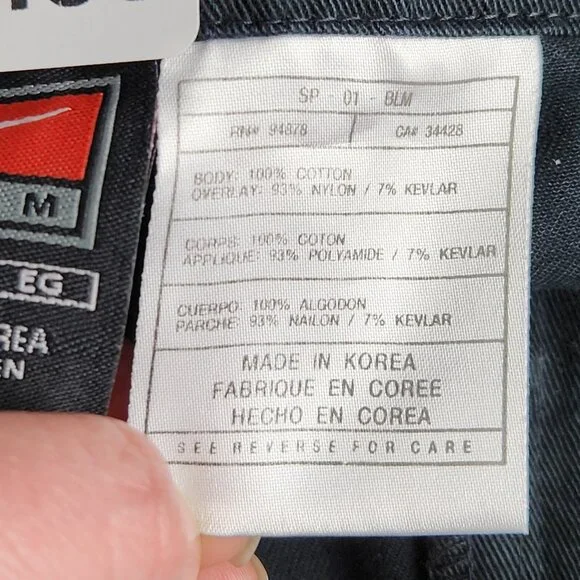 M
EG
REA
EN
SP - 01 - BLM
RN# 94878 / CA# 34428
BODY: 100% COTTON
OVERLAY: 93% NYLON / 7% KEVLAR
CORPS: 100% COTON
APPLIQUE: 93% POLYAMIDE / 7% KEVLAR
CUERPO: 100% ALGODON
PARCHE: 93% NAILON / 7% KEVLAR
MADE IN KOREA
FABRIQUE EN COREE
HECHO EN COREA
SEE REVERSE FOR CARE